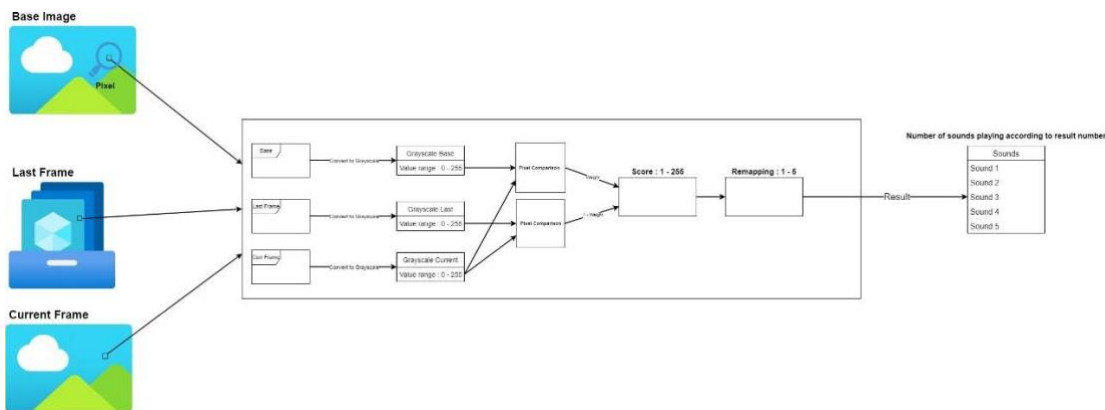 Base Image
Pixel
Last Frame
Current Frame
Base
Convert to Grayscale
Grayscale Base
Value range : 0 - 255
Last Frame
Convert to Grayscale
Grayscale Last
Value range : 0 - 255
Curr Frame
Convert to Grayscale
Grayscale Current
Value range : 0 - 255
Pixel Comparison
Pixel Comparison
Weight
1 - Weight
Score : 1 - 255
Remapping : 1 - 5
Result
Number of sounds playing according to result number
Sounds
Sound 1
Sound 2
Sound 3
Sound 4
Sound 5